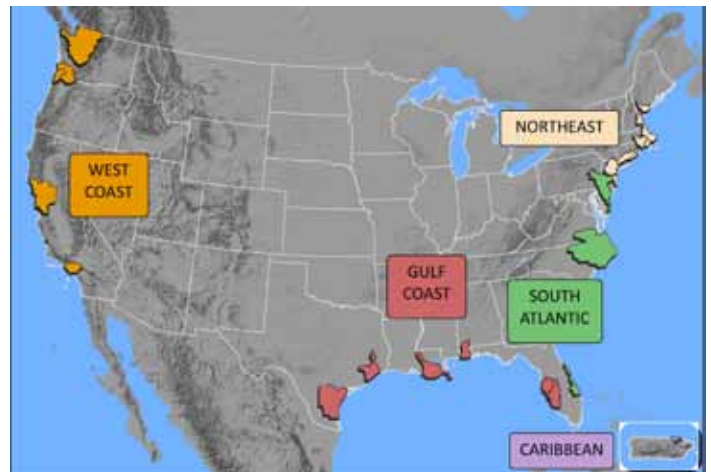 NORTHEAST
WEST
COAST
GULF
COAST
SOUTH
ATLANTIC
CARIBBEAN